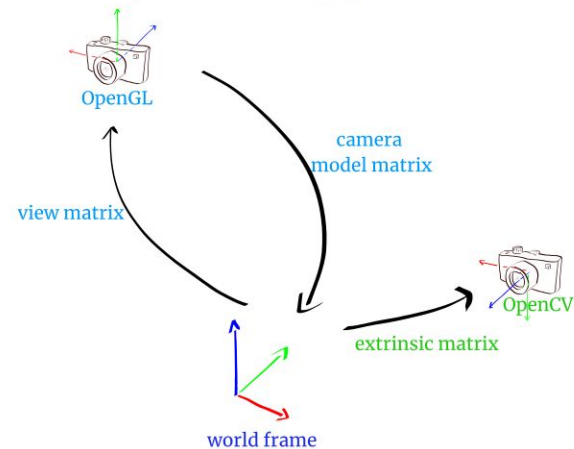 OpenGL
camera
model matrix
view matrix
OpenCV
extrinsic matrix
world frame